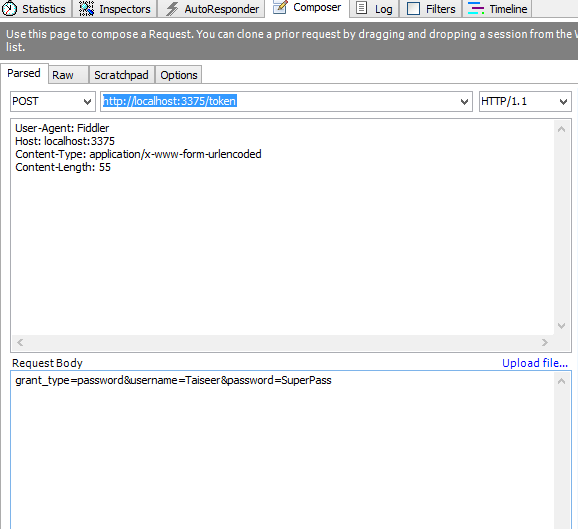 Statistics Inspectors AutoResponder Composer Log Filters Timeline
Use this page to compose a Request. You can clone a prior request by dragging and dropping a session from the W
list.
Parsed Raw Scratchpad Options
POST http://localhost:3375/token HTTP/1.1
User-Agent: Fiddler
Host: localhost:3375
Content-Type: application/x-www-form-urlencoded
Content-Length: 55
Request Body Upload file...
grant_type=password&username=Taiseer&password=SuperPass